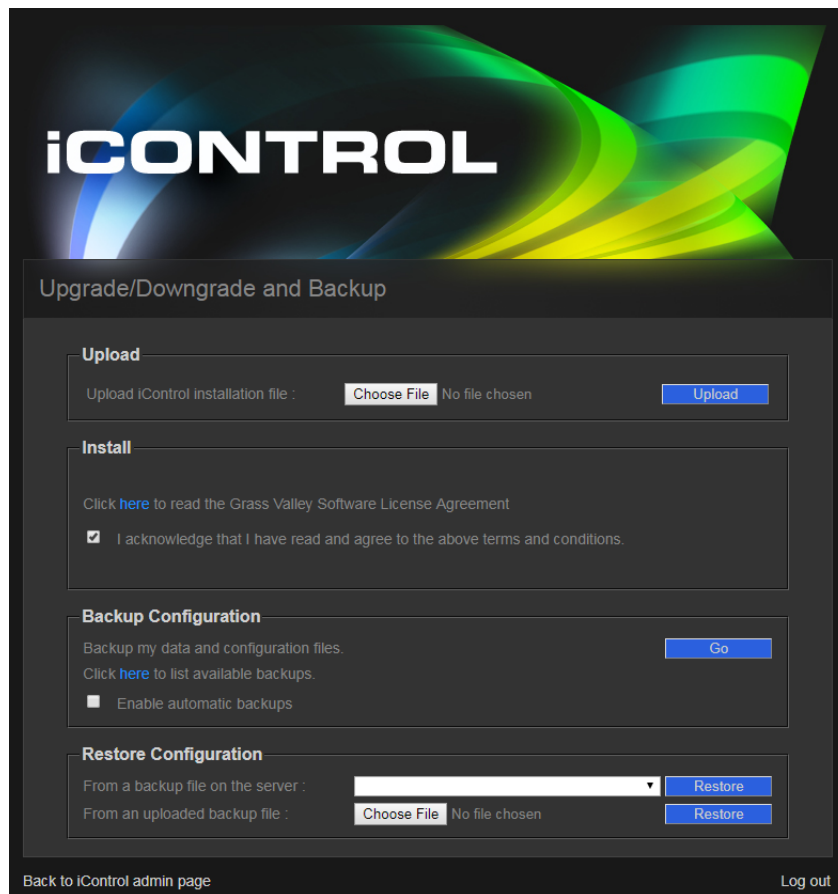 iCONTROL
Upgrade/Downgrade and Backup
Upload
Upload iControl installation file : Choose File No file chosen Upload
Install
Click here to read the Grass Valley Software License Agreement
I acknowledge that I have read and agree to the above terms and conditions.
Backup Configuration
Backup my data and configuration files. Go
Click here to list available backups.
Enable automatic backups
Restore Configuration
From a backup file on the server : Restore
From an uploaded backup file : Choose File No file chosen Restore
Back to iControl admin page Log out